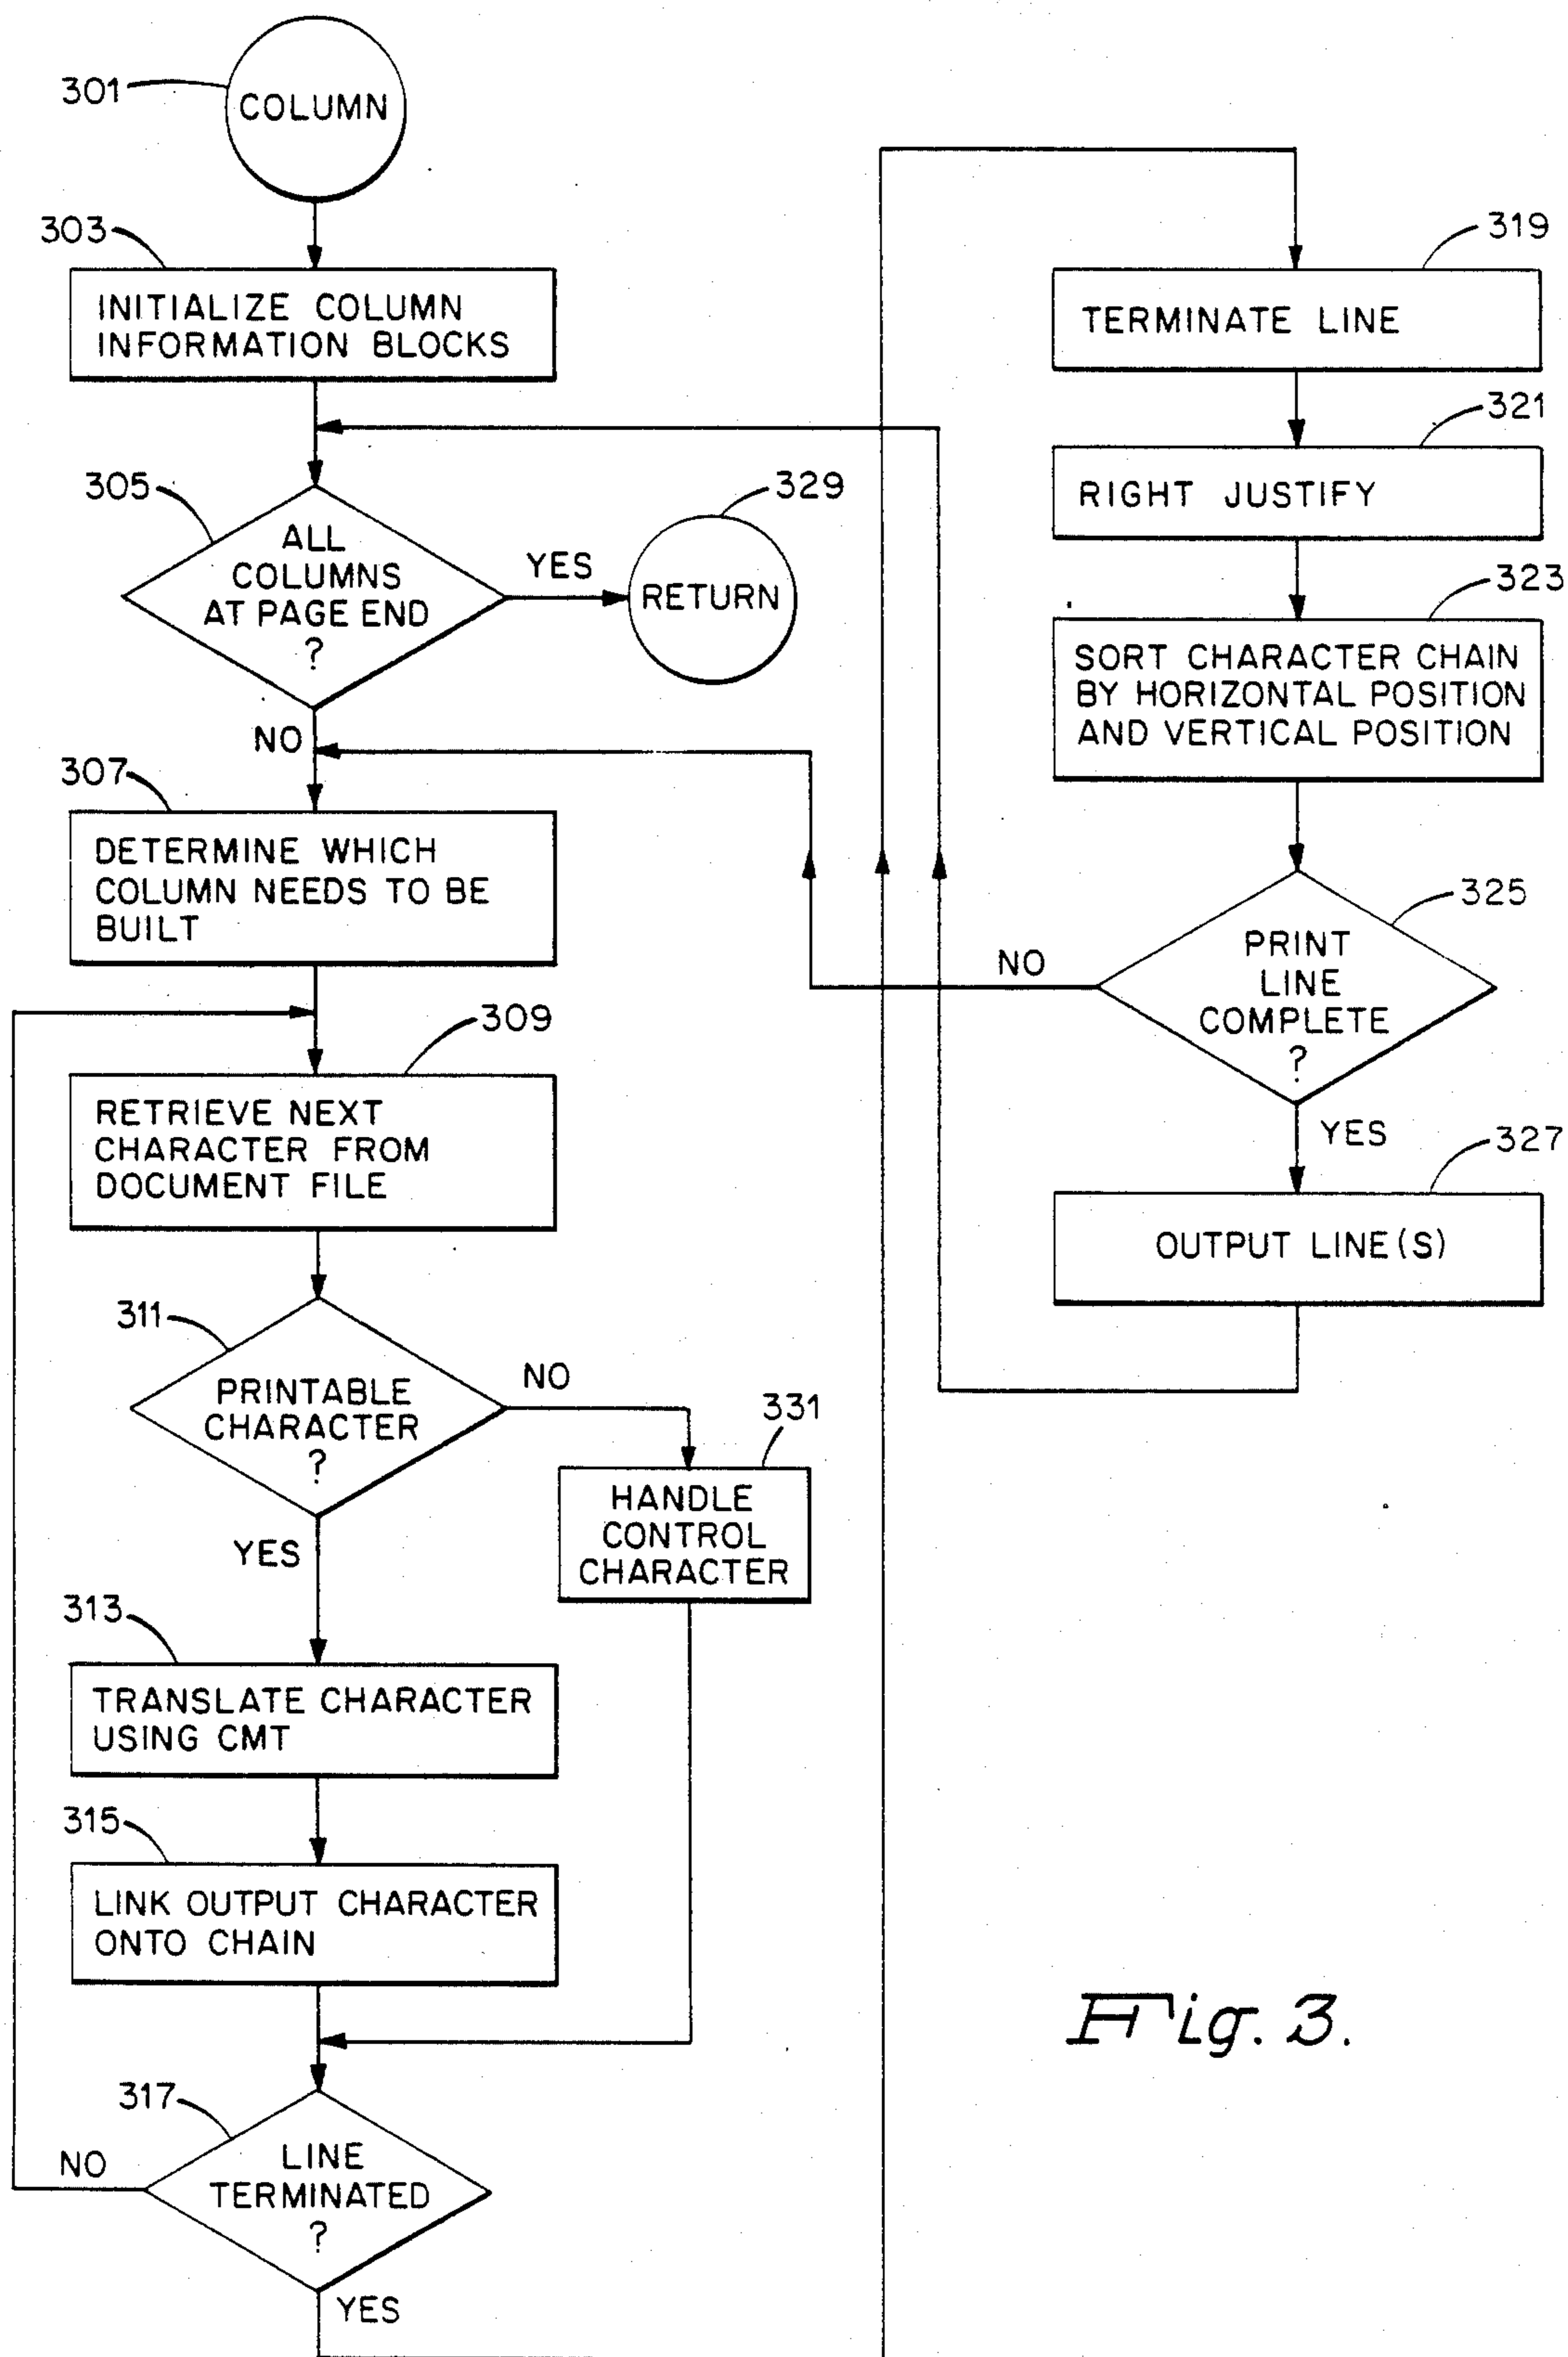 301
COLUMN
303
INITIALIZE COLUMN
INFORMATION BLOCKS
305
ALL
COLUMNS
AT PAGE END
?
YES
329
RETURN
NO
307
DETERMINE WHICH
COLUMN NEEDS TO BE
BUILT
309
RETRIEVE NEXT
CHARACTER FROM
DOCUMENT FILE
311
PRINTABLE
CHARACTER
?
NO
331
HANDLE
CONTROL
CHARACTER
YES
313
TRANSLATE CHARACTER
USING CMT
315
LINK OUTPUT CHARACTER
ONTO CHAIN
317
LINE
TERMINATED
?
NO
YES
319
TERMINATE LINE
321
RIGHT JUSTIFY
323
SORT CHARACTER CHAIN
BY HORIZONTAL POSITION
AND VERTICAL POSITION
325
PRINT
LINE
COMPLETE
?
NO
YES
327
OUTPUT LINE(S)
Fig. 3.